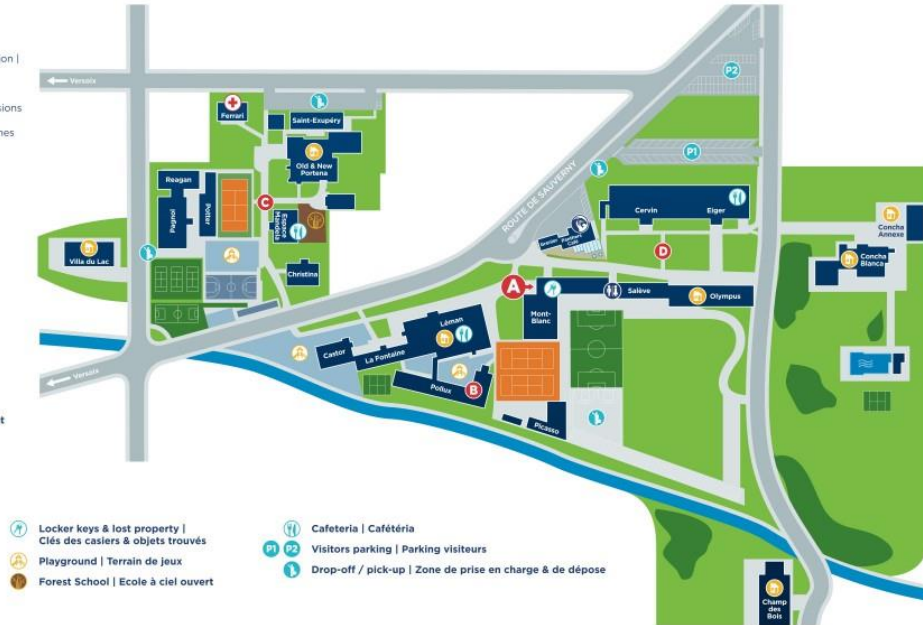 on |
sions
nes
t
Versoix
P2
Ferrari
Saint-Exupéry
P1
Old & New
Portena
ROUTE DE SAUVERNY
Reagan
Pagnol
Potter
C
Espace
Mandela
Cervin
Eiger
Concha
Annexe
Villa du Lac
Christina
D
Concha
Blanca
A
Salève
Olympus
Mont-
Blanc
Léman
Castor
La Fontaine
Pollux
B
Versoix
Picasso
Champ
des
Bois
Locker keys & lost property |
Clés des casiers & objets trouvés
Playground | Terrain de jeux
Forest School | Ecole à ciel ouvert
Cafeteria | Cafétéria
P1 P2 Visitors parking | Parking visiteurs
Drop-off / pick-up | Zone de prise en charge & de dépose